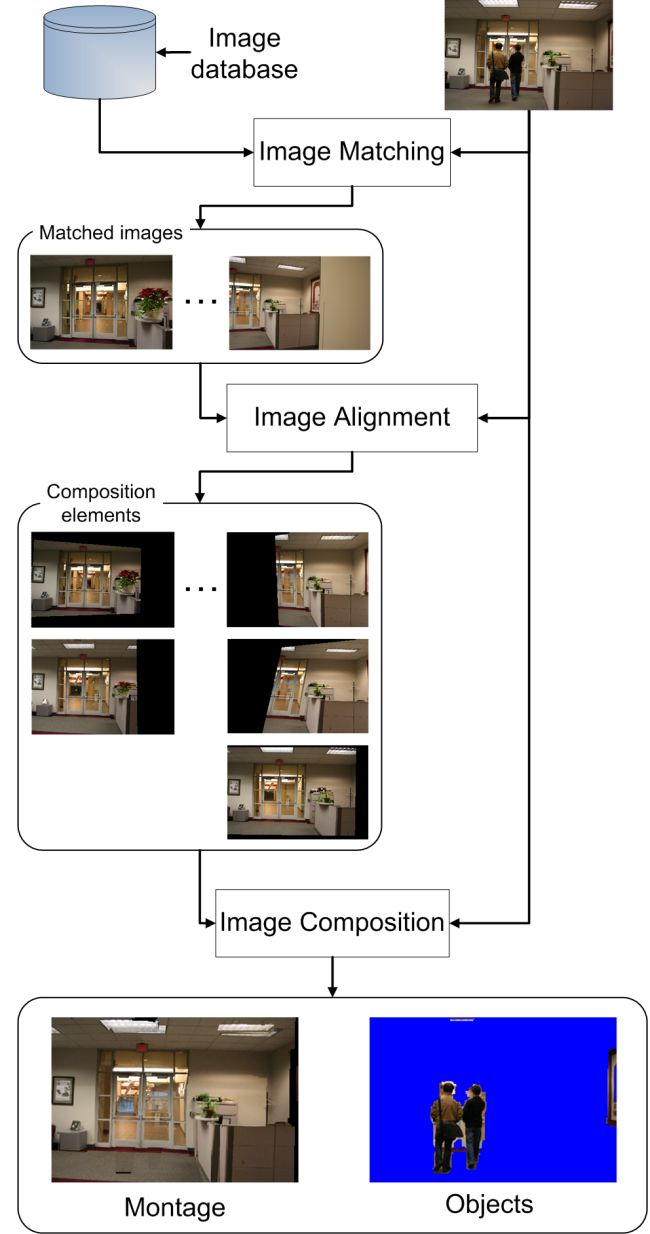 Image
database
Image Matching
Matched images
...
Image Alignment
Composition
elements
...
Image Composition
Montage
Objects